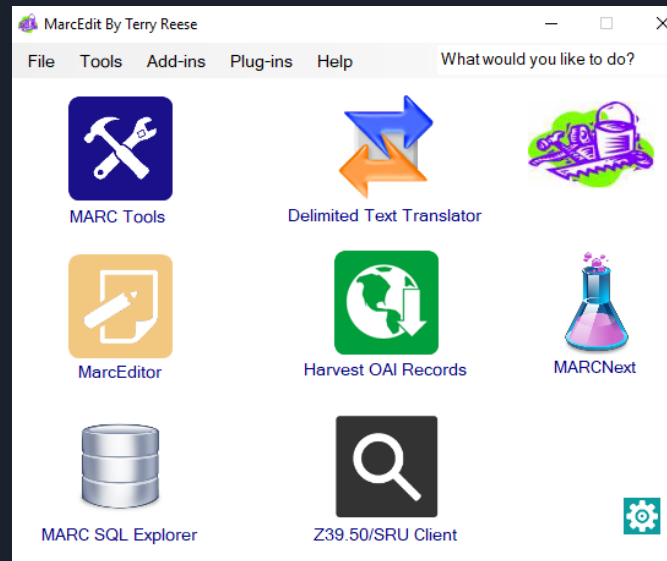 MarcEdit By Terry Reese
File Tools Add-ins Plug-ins Help What would you like to do?
MARC Tools
Delimited Text Translator
MarcEditor
Harvest OAI Records
MARCNext
MARC SQL Explorer
Z39.50/SRU Client